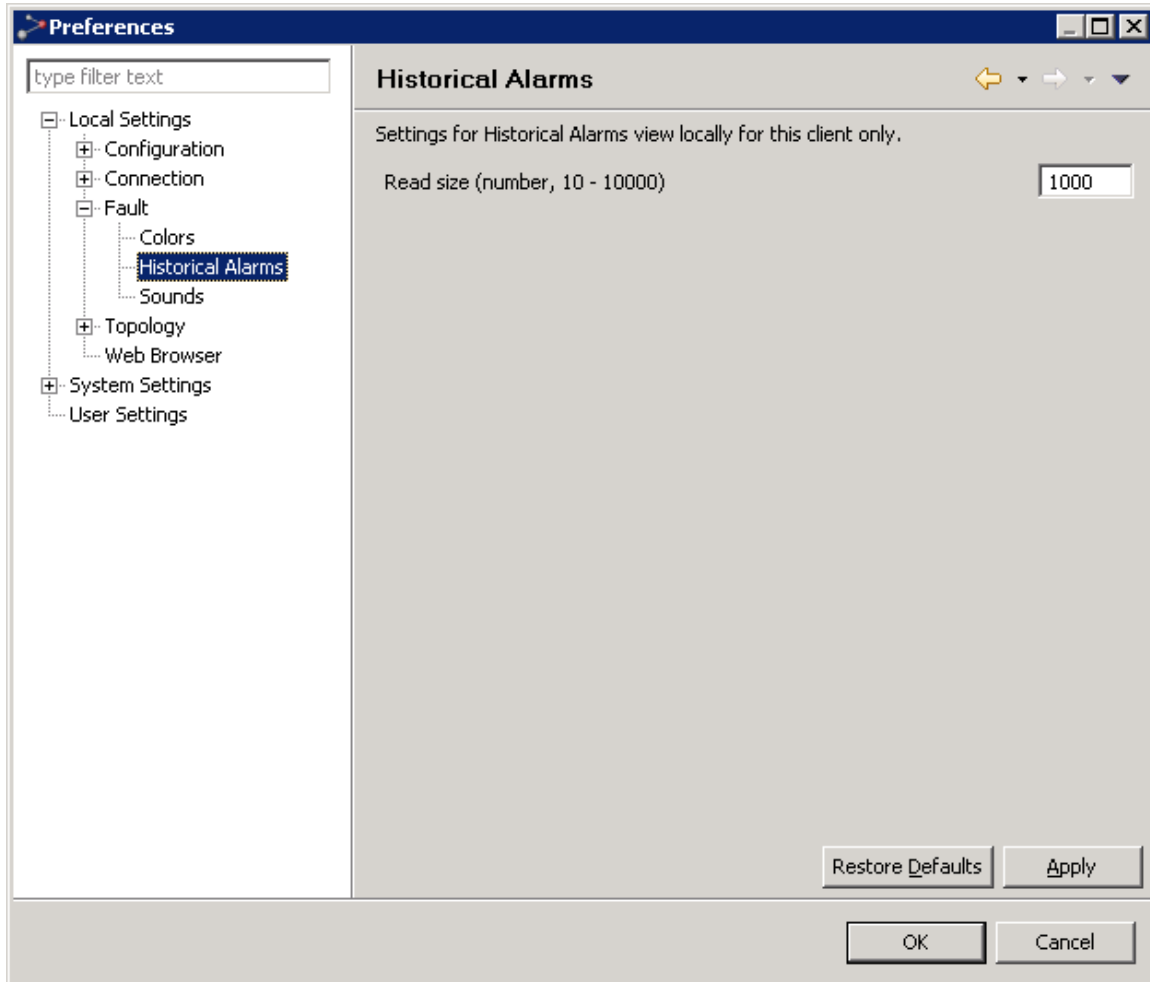 Preferences
type filter text
Local Settings
Configuration
Connection
Fault
Colors
Historical Alarms
Sounds
Topology
Web Browser
System Settings
User Settings
Historical Alarms
Settings for Historical Alarms view locally for this client only.
Read size (number, 10 - 10000) 1000
Restore Defaults Apply
OK Cancel